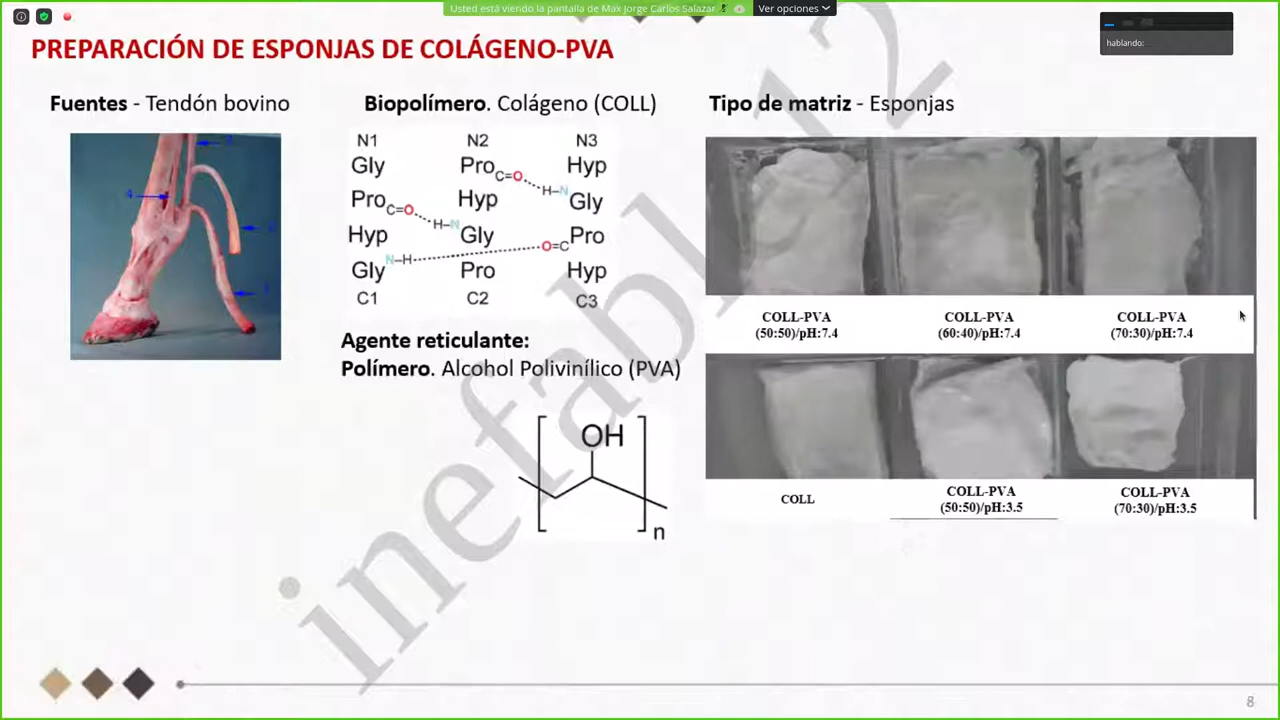 Usted está viendo la pantalla de Max Jorge Carlos Salazar
Ver opciones
hablando:
PREPARACIÓN DE ESPONJAS DE COLÁGENO-PVA
Fuentes - Tendón bovino
Biopolímero. Colágeno (COLL)
Tipo de matriz - Esponjas
N1 N2 N3
Gly Pro C=O H–N Hyp
Pro C=O H–N Hyp Gly
Hyp Gly O=C Pro
Gly N–H Pro Hyp
C1 C2 C3
4
Agente reticulante:
Polímero. Alcohol Polivinílico (PVA)
OH
n
COLL-PVA
(50:50)/pH:7.4
COLL-PVA
(60:40)/pH:7.4
COLL-PVA
(70:30)/pH:7.4
COLL
COLL-PVA
(50:50)/pH:3.5
COLL-PVA
(70:30)/pH:3.5
8